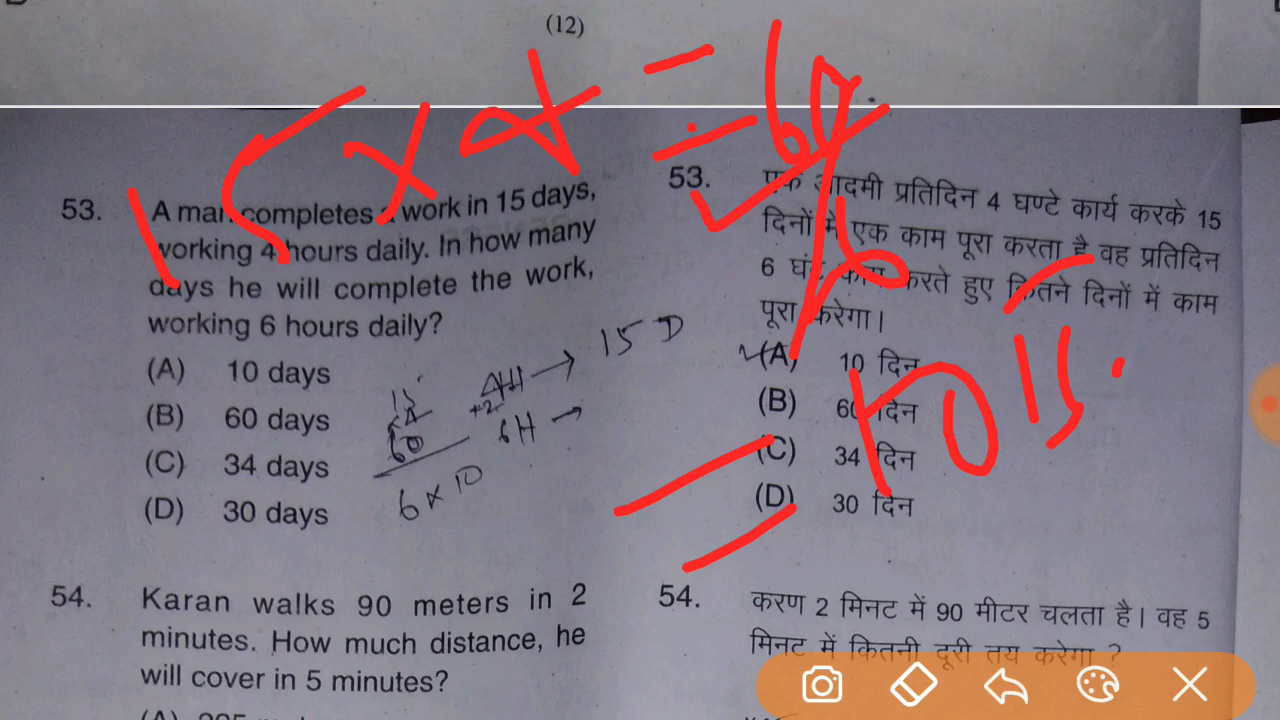 (12)
53.
A man completes a work in 15 days,
working 4 hours daily. In how many
days he will complete the work,
working 6 hours daily?
(A) 10 days
(B) 60 days
(C) 34 days
(D) 30 days
15
4
60
6 x 10
4H → 15 D
+2
6H →
54.
Karan walks 90 meters in 2
minutes. How much distance, he
will cover in 5 minutes?
(A)
53.
एक आदमी प्रतिदिन 4 घण्टे कार्य करके 15
दिनों में एक काम पूरा करता है वह प्रतिदिन
6 घंटे काम करते हुए कितने दिनों में काम
पूरा करेगा।
(A) 10 दिन
(B) 60 दिन
(C) 34 दिन
(D) 30 दिन
54.
करण 2 मिनट में 90 मीटर चलता है। वह 5
मिनट में कितनी दूरी तय करेगा ?
15 x 4 = 60